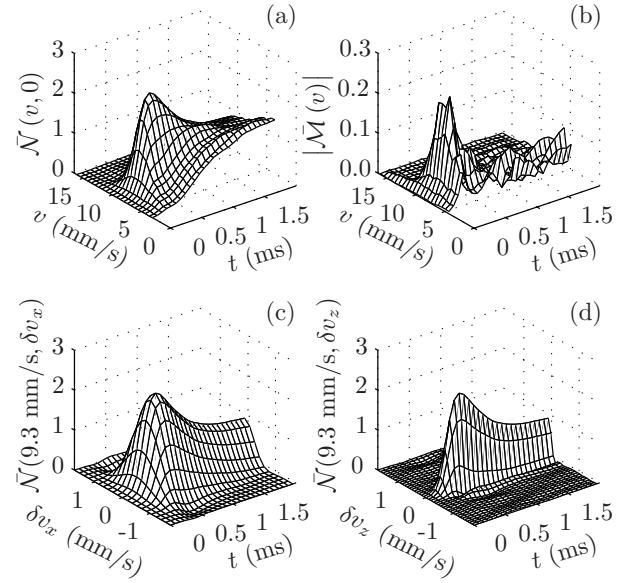 (a)
3
2
1
0
𝒩̄(v, 0)
15
10
5
0
v (mm/s)
0
0.5
1
1.5
t (ms)
(b)
0.3
0.2
0.1
0
|ℳ̄(v)|
15
10
5
0
v (mm/s)
0
0.5
1
1.5
t (ms)
(c)
3
2
1
0
𝒩̄(9.3 mm/s, δvₓ)
1
0
-1
δvₓ (mm/s)
0
0.5
1
1.5
t (ms)
(d)
3
2
1
0
𝒩̄(9.3 mm/s, δv_z)
1
0
-1
δv_z (mm/s)
0
0.5
1
1.5
t (ms)